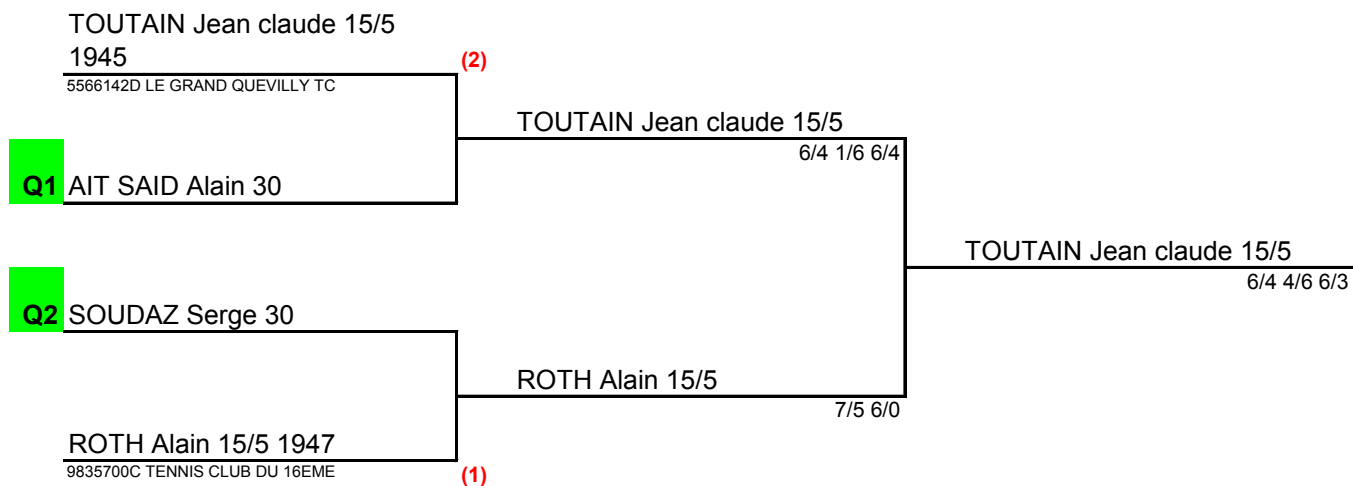 TOUTAIN Jean claude 15/5
1945
(2)
5566142D LE GRAND QUEVILLY TC
TOUTAIN Jean claude 15/5
6/4 1/6 6/4
Q1 AIT SAID Alain 30
TOUTAIN Jean claude 15/5
6/4 4/6 6/3
Q2 SOUDAZ Serge 30
ROTH Alain 15/5
7/5 6/0
ROTH Alain 15/5 1947
9835700C TENNIS CLUB DU 16EME
(1)